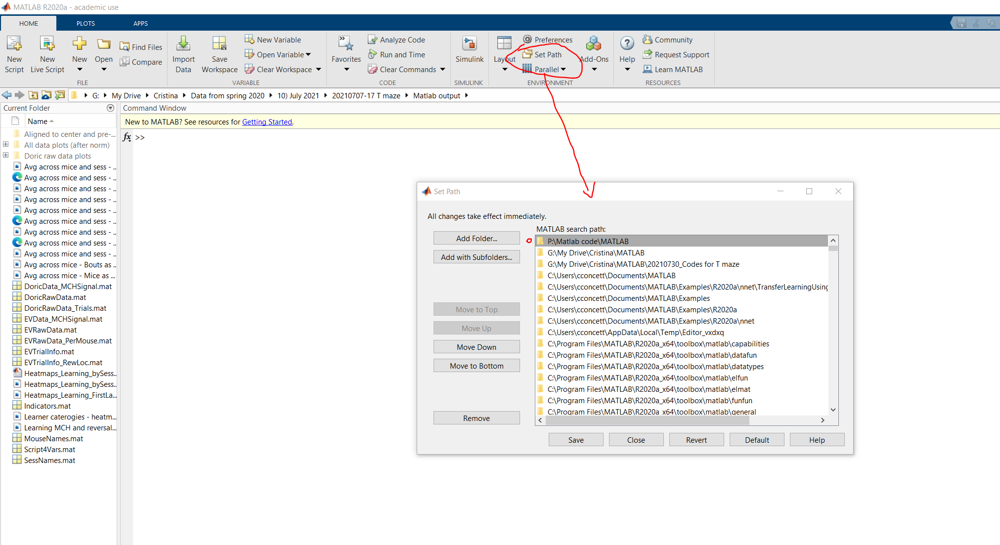 MATLAB R2020a - academic use
HOME PLOTS APPS
New Script
New Live Script
New
Open
Find Files
Compare
FILE
Import Data
Save Workspace
New Variable
Open Variable
Clear Workspace
VARIABLE
Favorites
Analyze Code
Run and Time
Clear Commands
CODE
Simulink
SIMULINK
Layout
Preferences
Set Path
Parallel
Add-Ons
ENVIRONMENT
Help
Community
Request Support
Learn MATLAB
RESOURCES
G: My Drive Cristina Data from spring 2020 10) July 2021 20210707-17 T maze Matlab output
Current Folder
Name
Aligned to center and pre-...
All data plots (after norm)
Doric raw data plots
Avg across mice and sess - ..
Avg across mice and sess - ..
Avg across mice and sess - ..
Avg across mice and sess - ..
Avg across mice and sess - ..
Avg across mice and sess - ..
Avg across mice and sess - ..
Avg across mice and sess - ..
Avg across mice and sess - ..
Avg across mice - Bouts as ..
Avg across mice - Mice as ...
DoricData_MCHSignal.mat
DoricRawData.mat
DoricRawData_Trials.mat
EVData_MCHSignal.mat
EVRawData.mat
EVRawData_PerMouse.mat
EVTrialInfo.mat
EVTrialInfo_RewLoc.mat
Heatmaps_Learning_bySess..
Heatmaps_Learning_bySess..
Heatmaps_Learning_FirstLa...
Indicators.mat
Learner caterogies - heatm...
Learning MCH and reversal...
MouseNames.mat
Script4Vars.mat
SessNames.mat
Command Window
New to MATLAB? See resources for Getting Started.
fx >>
Set Path
All changes take effect immediately.
MATLAB search path:
Add Folder...
Add with Subfolders...
Move to Top
Move Up
Move Down
Move to Bottom
Remove
P:\Matlab code\MATLAB
G:\My Drive\Cristina\MATLAB
G:\My Drive\Cristina\MATLAB\20210730_Codes for T maze
C:\Users\cconcett\Documents\MATLAB
C:\Users\cconcett\Documents\MATLAB\Examples\R2020a\nnet\TransferLearningUsing
C:\Users\cconcett\Documents\MATLAB\Examples
C:\Users\cconcett\Documents\MATLAB\Examples\R2020a
C:\Users\cconcett\Documents\MATLAB\Examples\R2020a\nnet
C:\Users\cconcett\AppData\Local\Temp\Editor_vxdxq
C:\Program Files\MATLAB\R2020a_x64\toolbox\matlab\capabilities
C:\Program Files\MATLAB\R2020a_x64\toolbox\matlab\datafun
C:\Program Files\MATLAB\R2020a_x64\toolbox\matlab\datatypes
C:\Program Files\MATLAB\R2020a_x64\toolbox\matlab\elfun
C:\Program Files\MATLAB\R2020a_x64\toolbox\matlab\elmat
C:\Program Files\MATLAB\R2020a_x64\toolbox\matlab\funfun
C:\Program Files\MATLAB\R2020a_x64\toolbox\matlab\general
Save Close Revert Default Help